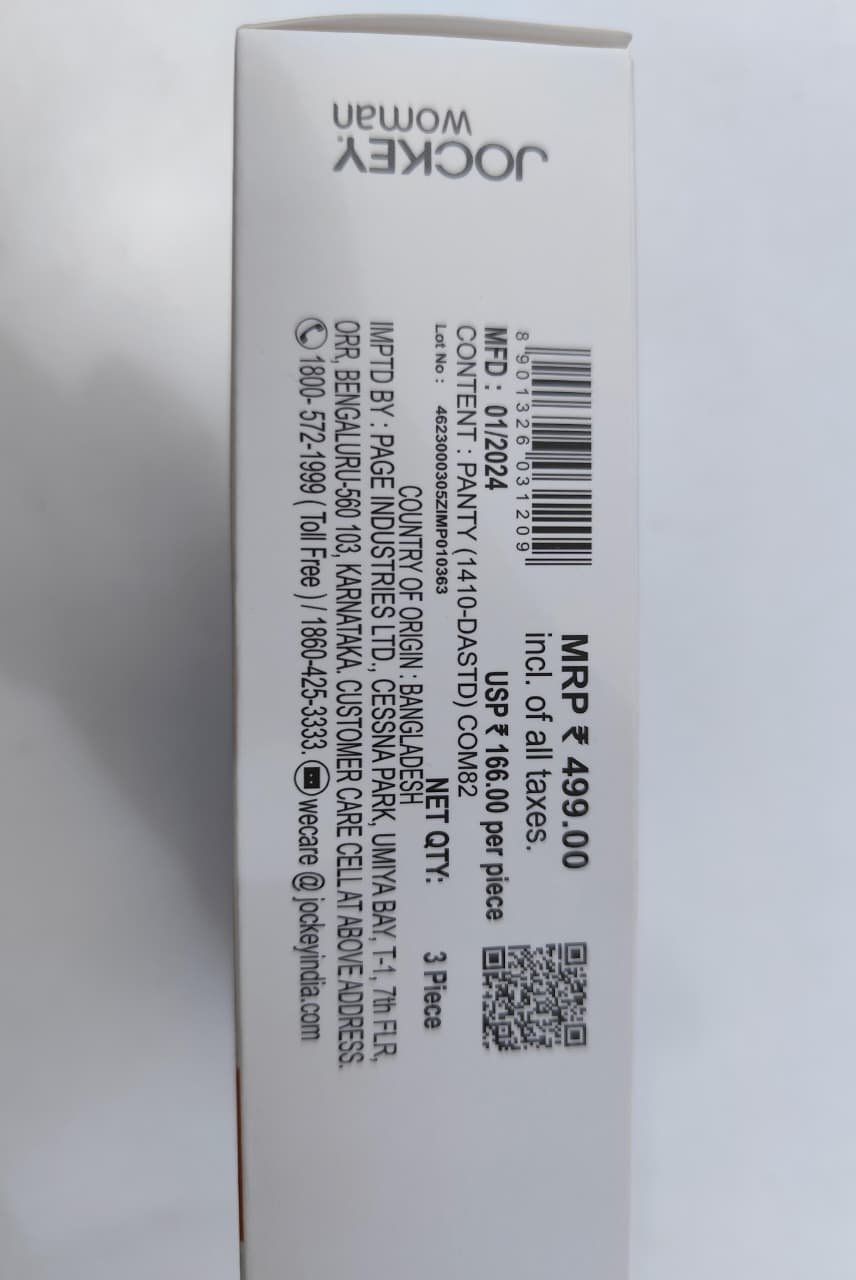 JOCKEY
woman
MRP ₹ 499.00
incl. of all taxes.
8 901326 031209
MFD : 01/2024
USP ₹ 166.00 per piece
CONTENT : PANTY (1410-DASTD) COM82
Lot No : 4623000305ZIMP010363
NET QTY: 3 Piece
COUNTRY OF ORIGIN : BANGLADESH
IMPTD BY : PAGE INDUSTRIES LTD., CESSNA PARK, UMIYA BAY, T-1, 7th FLR,
ORR, BENGALURU-560 103, KARNATAKA. CUSTOMER CARE CELL AT ABOVE ADDRESS.
1800- 572-1999 ( Toll Free ) / 1860-425-3333. wecare @ jockeyindia.com